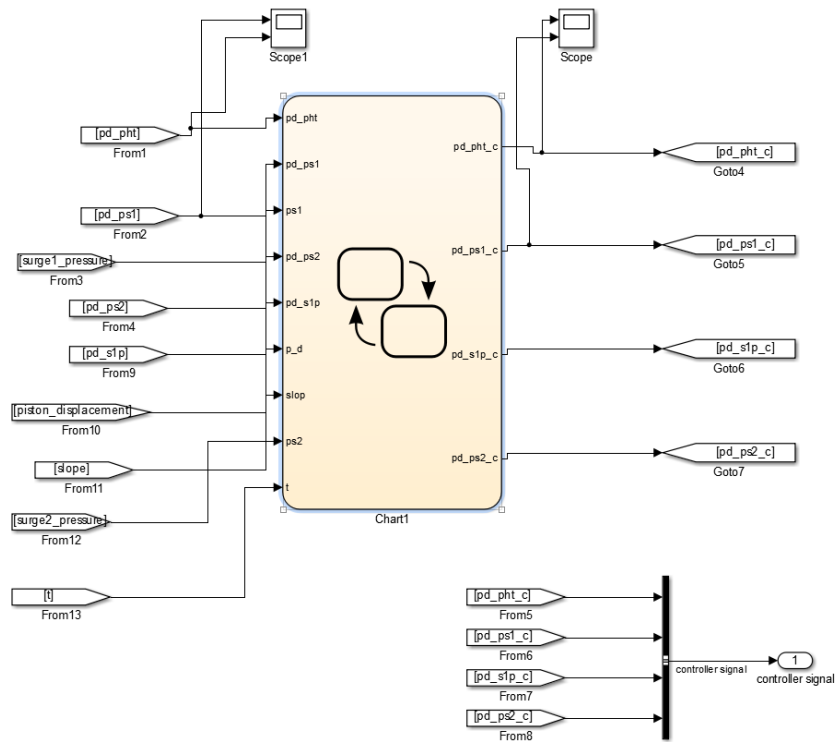 Scope1
Scope
[pd_pht]
From1
[pd_ps1]
From2
[surge1_pressure]
From3
[pd_ps2]
From4
[pd_s1p]
From9
[piston_displacement]
From10
[slope]
From11
[surge2_pressure]
From12
[t]
From13
pd_pht
pd_ps1
ps1
pd_ps2
pd_s1p
p_d
slop
ps2
t
pd_pht_c
pd_ps1_c
pd_s1p_c
pd_ps2_c
Chart1
[pd_pht_c]
Goto4
[pd_ps1_c]
Goto5
[pd_s1p_c]
Goto6
[pd_ps2_c]
Goto7
[pd_pht_c]
From5
[pd_ps1_c]
From6
[pd_s1p_c]
From7
[pd_ps2_c]
From8
controller signal
1
controller signal